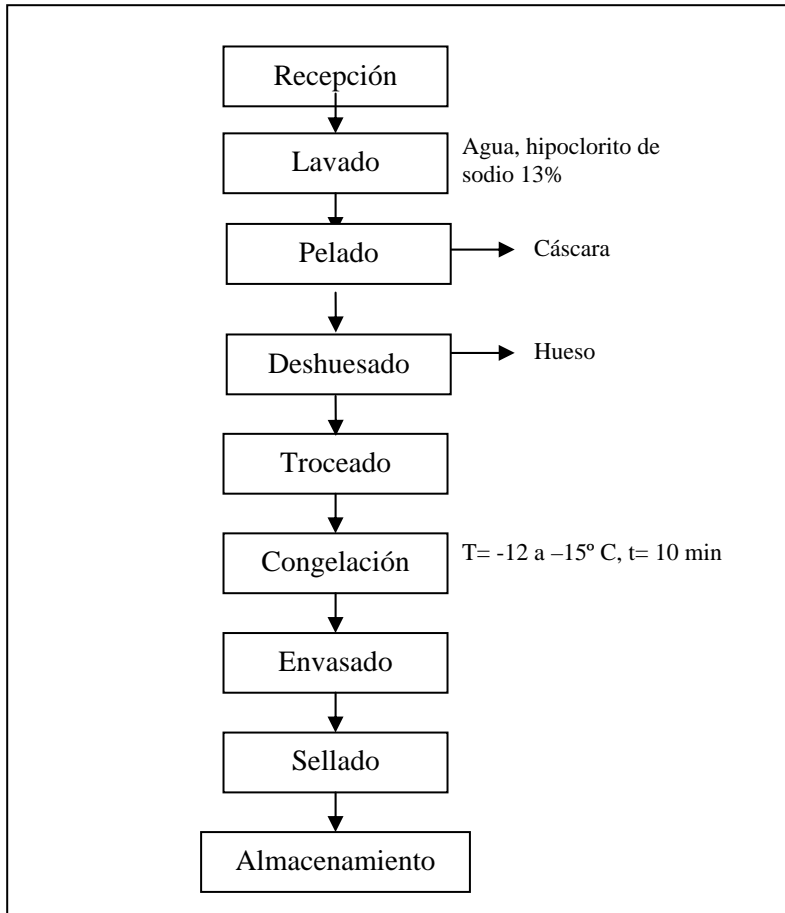 Recepción
Lavado
Agua, hipoclorito de
sodio 13%
Pelado
Cáscara
Deshuesado
Hueso
Troceado
Congelación
T= -12 a –15º C, t= 10 min
Envasado
Sellado
Almacenamiento